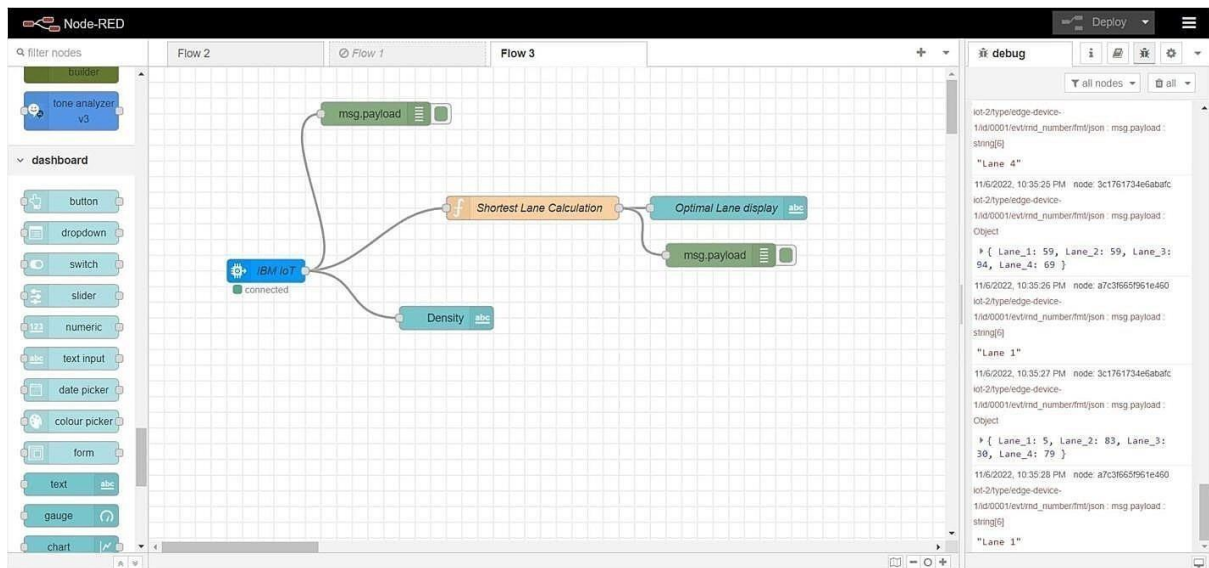 Node-RED
Deploy
filter nodes
builder
tone analyzer
v3
dashboard
button
dropdown
switch
slider
123
numeric
abc
text input
date picker
colour picker
form
text
abc
gauge
chart
Flow 2
Flow 1
Flow 3
msg.payload
Shortest Lane Calculation
Optimal Lane display
abc
msg.payload
IBM IoT
connected
Density
abc
debug
i
all nodes
all
iot-2/type/edge-device-
1/id/0001/evt/rnd_number/fmt/json : msg.payload :
string[6]
"Lane 4"
11/6/2022, 10:35:25 PM node: 3c1761734e6abafc
iot-2/type/edge-device-
1/id/0001/evt/rnd_number/fmt/json : msg.payload :
Object
{ Lane_1: 59, Lane_2: 59, Lane_3:
94, Lane_4: 69 }
11/6/2022, 10:35:26 PM node: a7c3f665f961e460
iot-2/type/edge-device-
1/id/0001/evt/rnd_number/fmt/json : msg.payload :
string[6]
"Lane 1"
11/6/2022, 10:35:27 PM node: 3c1761734e6abafc
iot-2/type/edge-device-
1/id/0001/evt/rnd_number/fmt/json : msg.payload :
Object
{ Lane_1: 5, Lane_2: 83, Lane_3:
30, Lane_4: 79 }
11/6/2022, 10:35:28 PM node: a7c3f665f961e460
iot-2/type/edge-device-
1/id/0001/evt/rnd_number/fmt/json : msg.payload :
string[6]
"Lane 1"